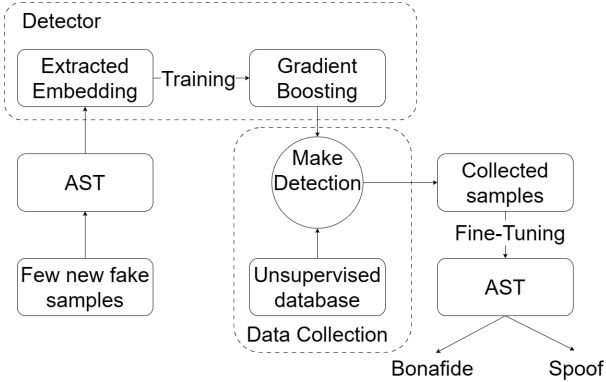 Detector
Extracted
Embedding
Training
Gradient
Boosting
AST
Make
Detection
Collected
samples
Few new fake
samples
Unsupervised
database
Data Collection
Fine-Tuning
AST
Bonafide
Spoof